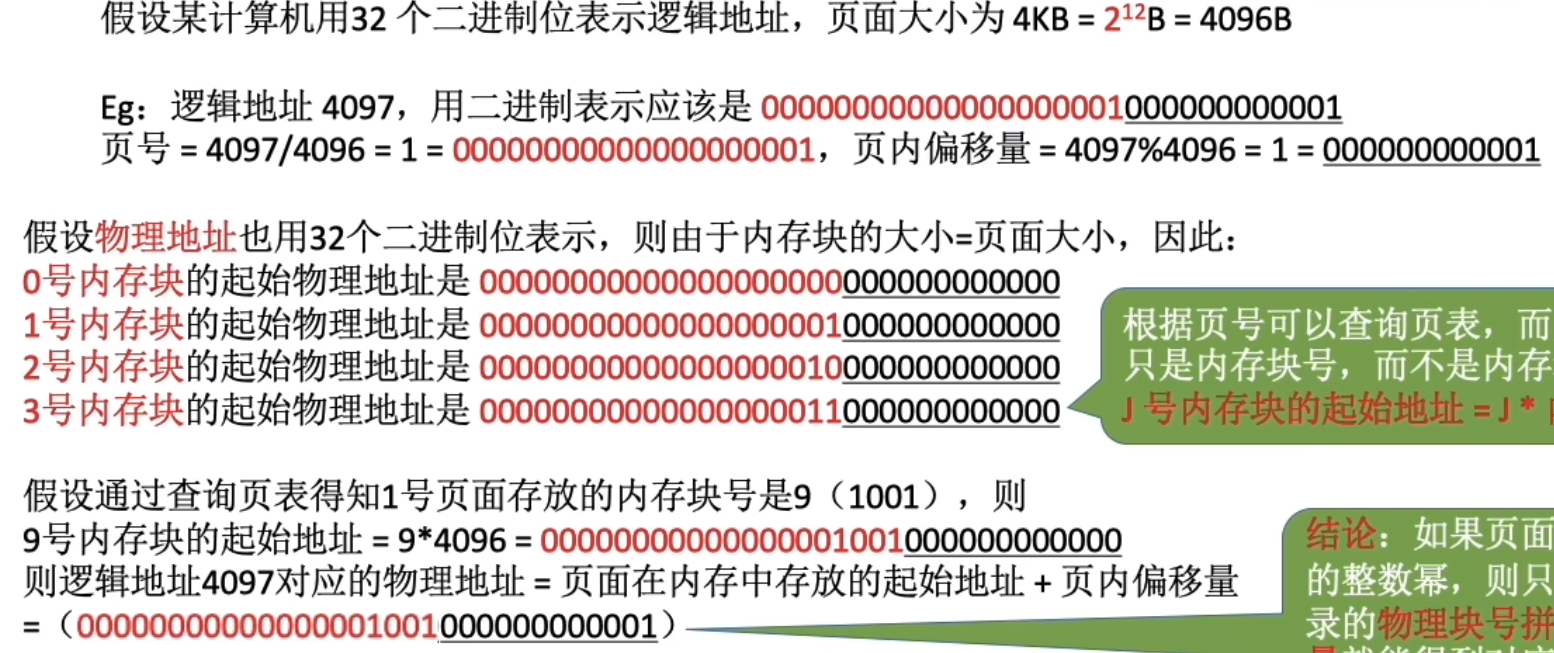 假设某计算机用32 个二进制位表示逻辑地址，页面大小为 4KB = 2¹²B = 4096B
Eg：逻辑地址 4097，用二进制表示应该是 00000000000000000001000000000001
页号 = 4097/4096 = 1 = 00000000000000000001，页内偏移量 = 4097%4096 = 1 = 000000000001
假设物理地址也用32个二进制位表示，则由于内存块的大小=页面大小，因此：
0号内存块的起始物理地址是 00000000000000000000000000000000
1号内存块的起始物理地址是 00000000000000000001000000000000
2号内存块的起始物理地址是 00000000000000000010000000000000
3号内存块的起始物理地址是 00000000000000000011000000000000
根据页号可以查询页表，而
只是内存块号，而不是内存
J 号内存块的起始地址 = J *
假设通过查询页表得知1号页面存放的内存块号是9（1001），则
9号内存块的起始地址 = 9*4096 = 00000000000000001001000000000000
则逻辑地址4097对应的物理地址 = 页面在内存中存放的起始地址 + 页内偏移量
=（00000000000000001001000000000001）
结论：如果页面
的整数幂，则只
录的物理块号拼